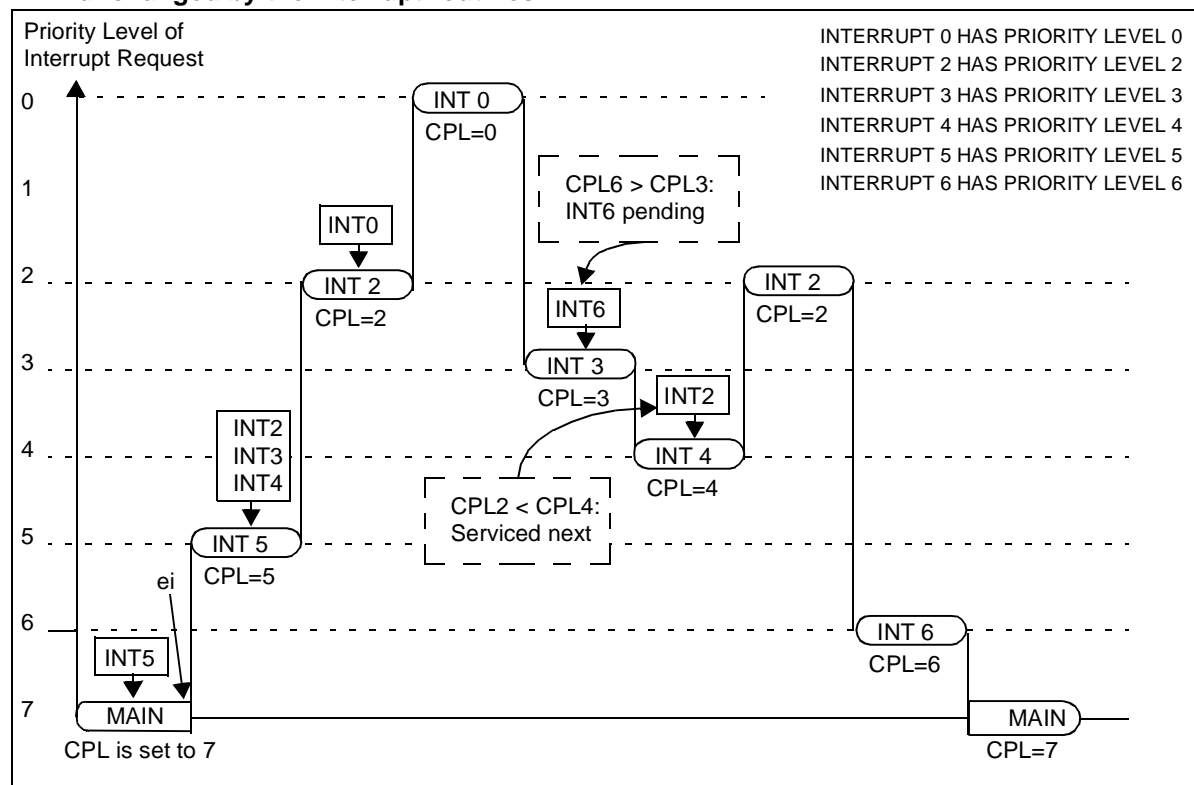 Priority Level of
Interrupt Request
INTERRUPT 0 HAS PRIORITY LEVEL 0
INTERRUPT 2 HAS PRIORITY LEVEL 2
INTERRUPT 3 HAS PRIORITY LEVEL 3
INTERRUPT 4 HAS PRIORITY LEVEL 4
INTERRUPT 5 HAS PRIORITY LEVEL 5
INTERRUPT 6 HAS PRIORITY LEVEL 6
0
INT 0
CPL=0
1
CPL6 > CPL3:
INT6 pending
INT0
2
INT 2
CPL=2
INT 2
CPL=2
INT6
3
INT 3
CPL=3
INT2
INT2
INT3
INT4
4
INT 4
CPL=4
CPL2 < CPL4:
Serviced next
5
INT 5
CPL=5
ei
6
INT 6
CPL=6
INT5
7
MAIN
CPL is set to 7
MAIN
CPL=7